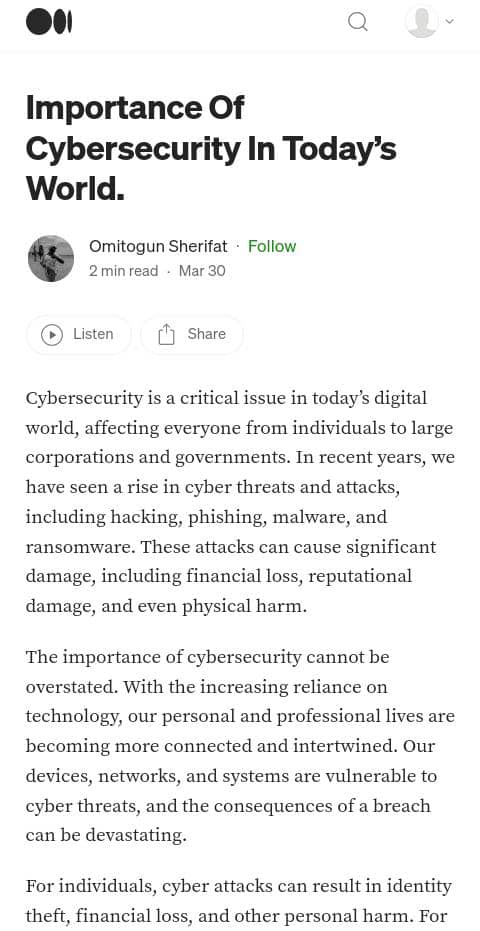 Importance Of
Cybersecurity In Today’s
World.
Omitogun Sherifat · Follow
2 min read · Mar 30
Listen
Share
Cybersecurity is a critical issue in today’s digital
world, affecting everyone from individuals to large
corporations and governments. In recent years, we
have seen a rise in cyber threats and attacks,
including hacking, phishing, malware, and
ransomware. These attacks can cause significant
damage, including financial loss, reputational
damage, and even physical harm.
The importance of cybersecurity cannot be
overstated. With the increasing reliance on
technology, our personal and professional lives are
becoming more connected and intertwined. Our
devices, networks, and systems are vulnerable to
cyber threats, and the consequences of a breach
can be devastating.
For individuals, cyber attacks can result in identity
theft, financial loss, and other personal harm. For